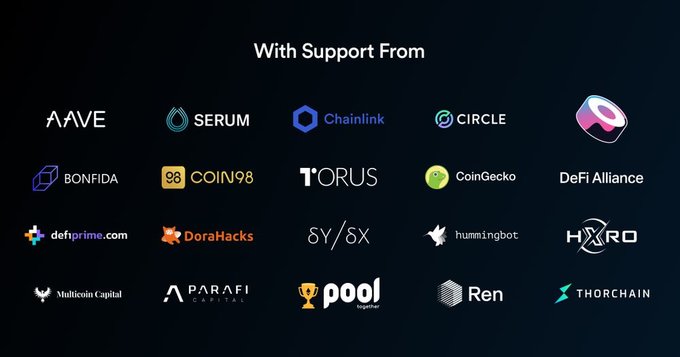 With Support From
AAVE
SERUM
Chainlink
CIRCLE
BONFIDA
98 COIN98
TORUS
CoinGecko
DeFi Alliance
defiprime.com
DoraHacks
δY/δX
hummingbot
HXRO
Multicoin Capital
PARAFI
CAPITAL
pool
together
Ren
THORCHAIN